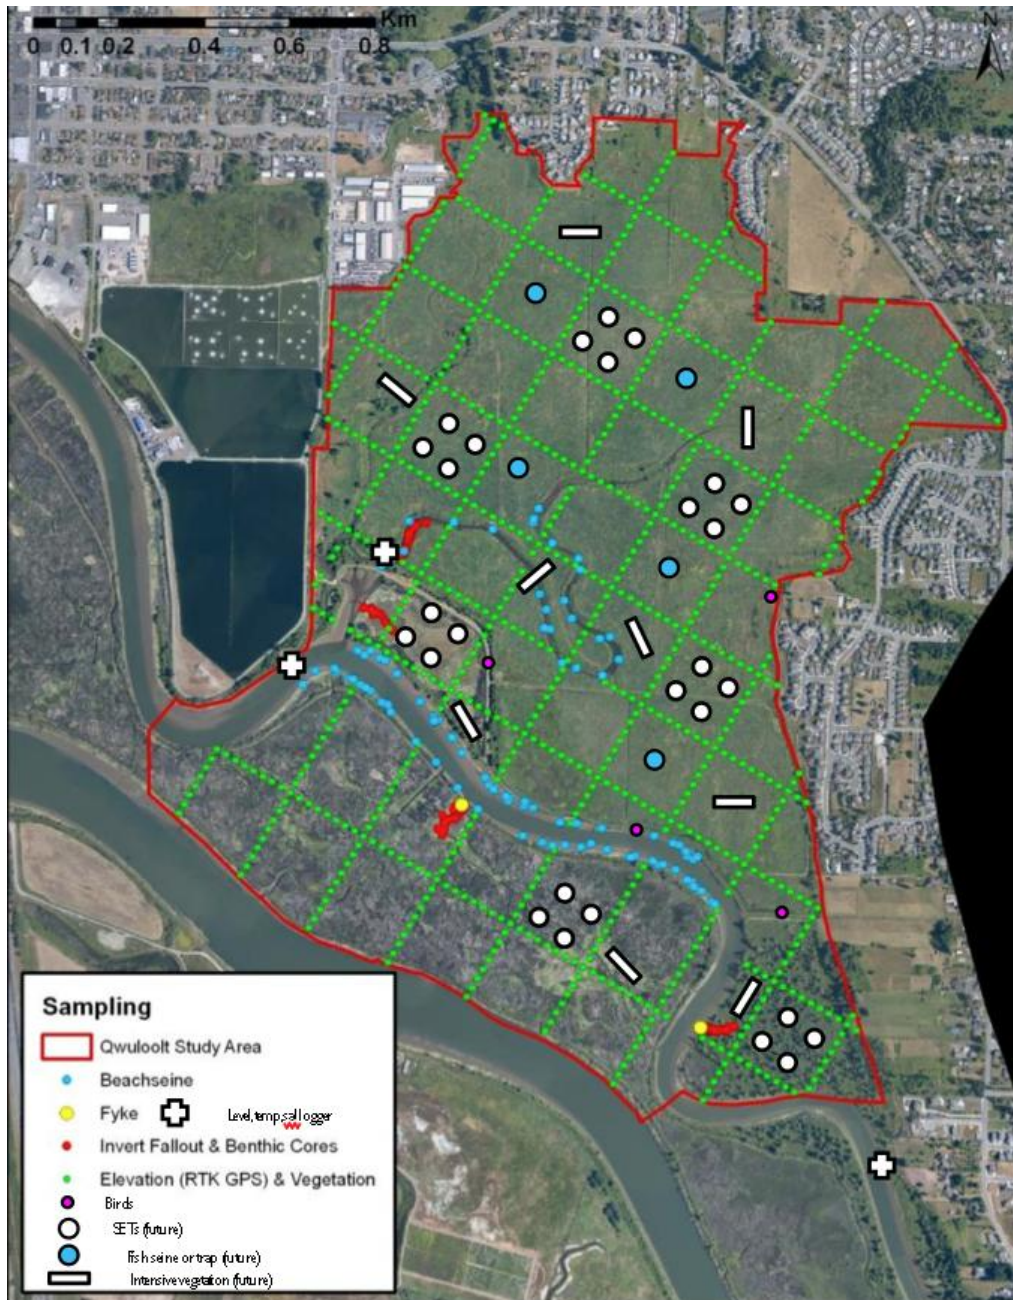 Km
0 0.1 0.2 0.4 0.6 0.8
N
Sampling
Qwuloolt Study Area
Beachseine
Fyke
Level, temp, sal logger
Invert Fallout & Benthic Cores
Elevation (RTK GPS) & Vegetation
Birds
SETs (future)
Fish seine or trap (future)
Intensive vegetation (future)